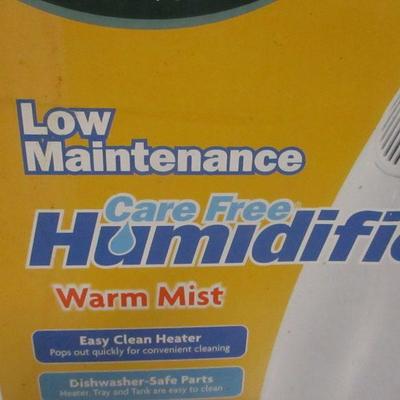 Low
Maintenance
Care Free
Humidifi
Warm Mist
Easy Clean Heater
Pops out quickly for convenient cleaning
Dishwasher-Safe Parts
Heater, Tray and Tank are easy to clean